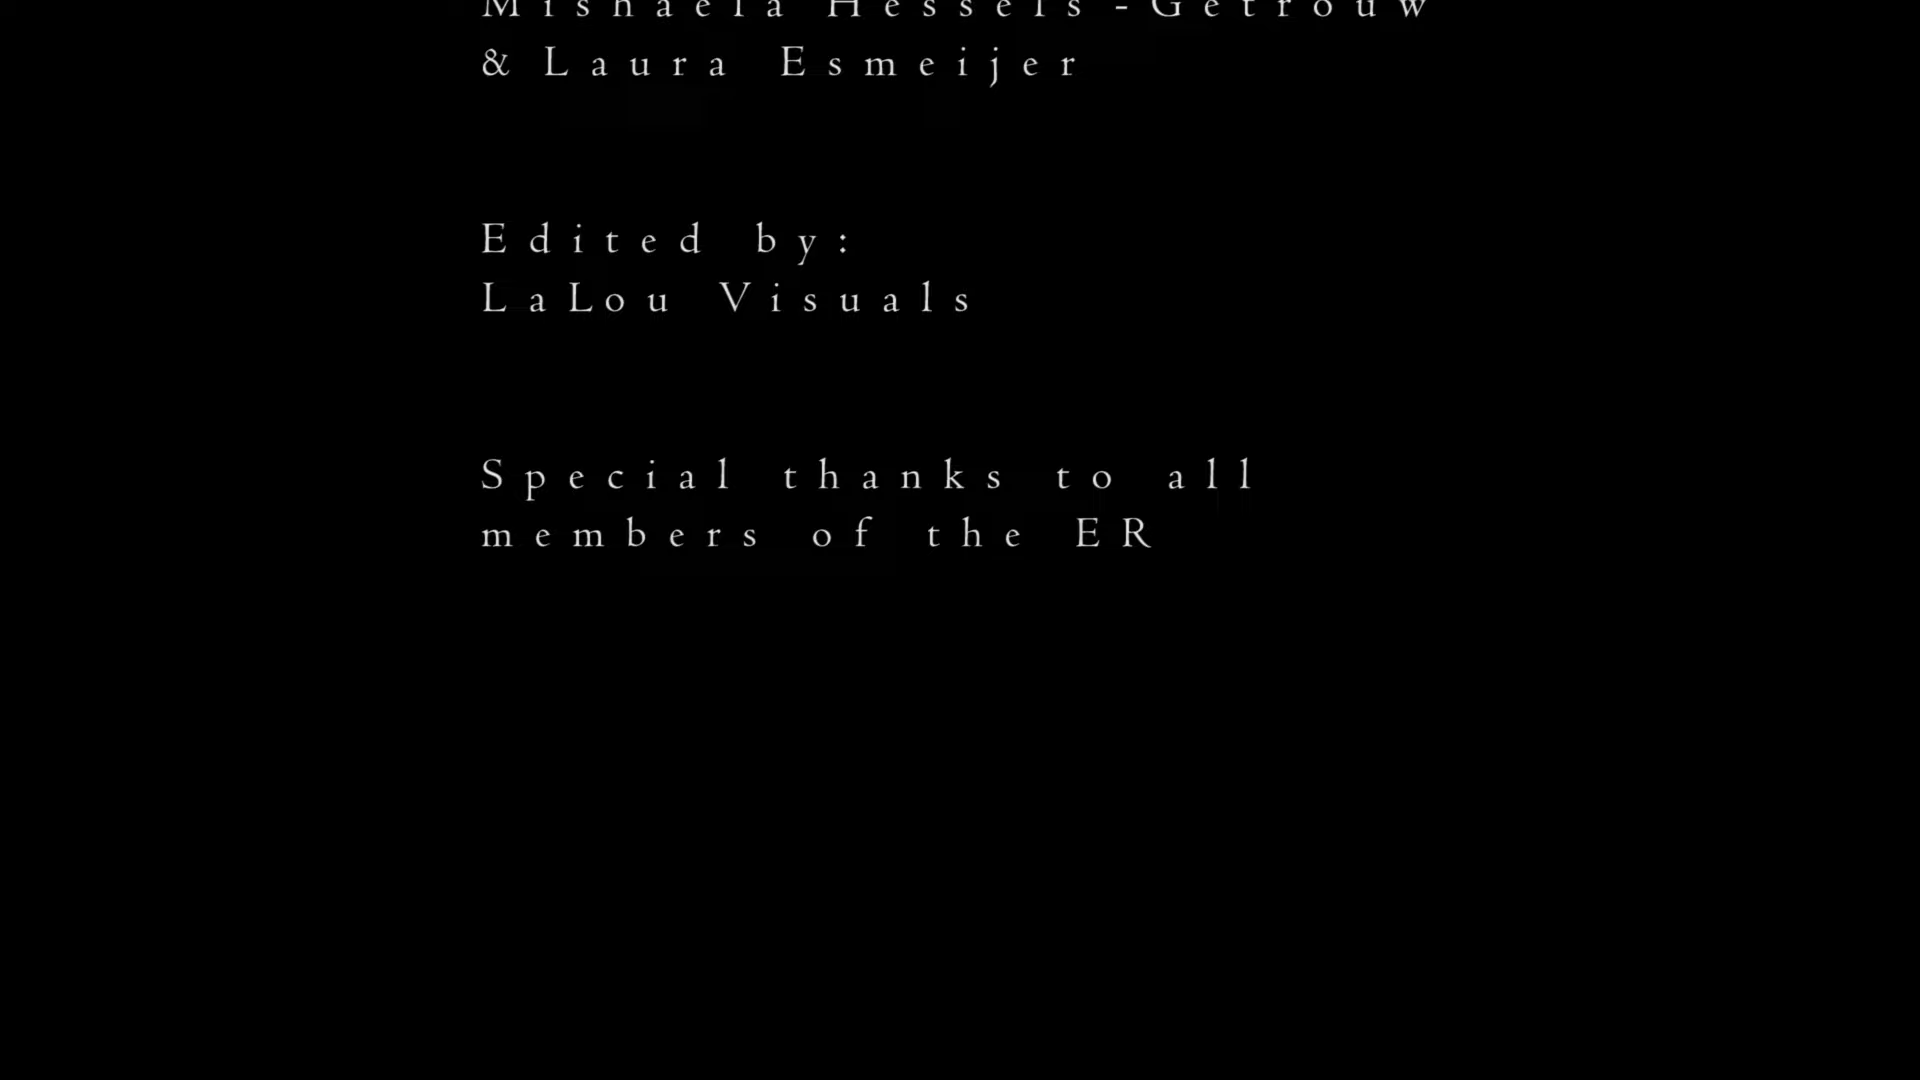 Mishaela Hessels-Getrouw
& Laura Esmeijer
Edited by:
LaLou Visuals
Special thanks to all
members of the ER